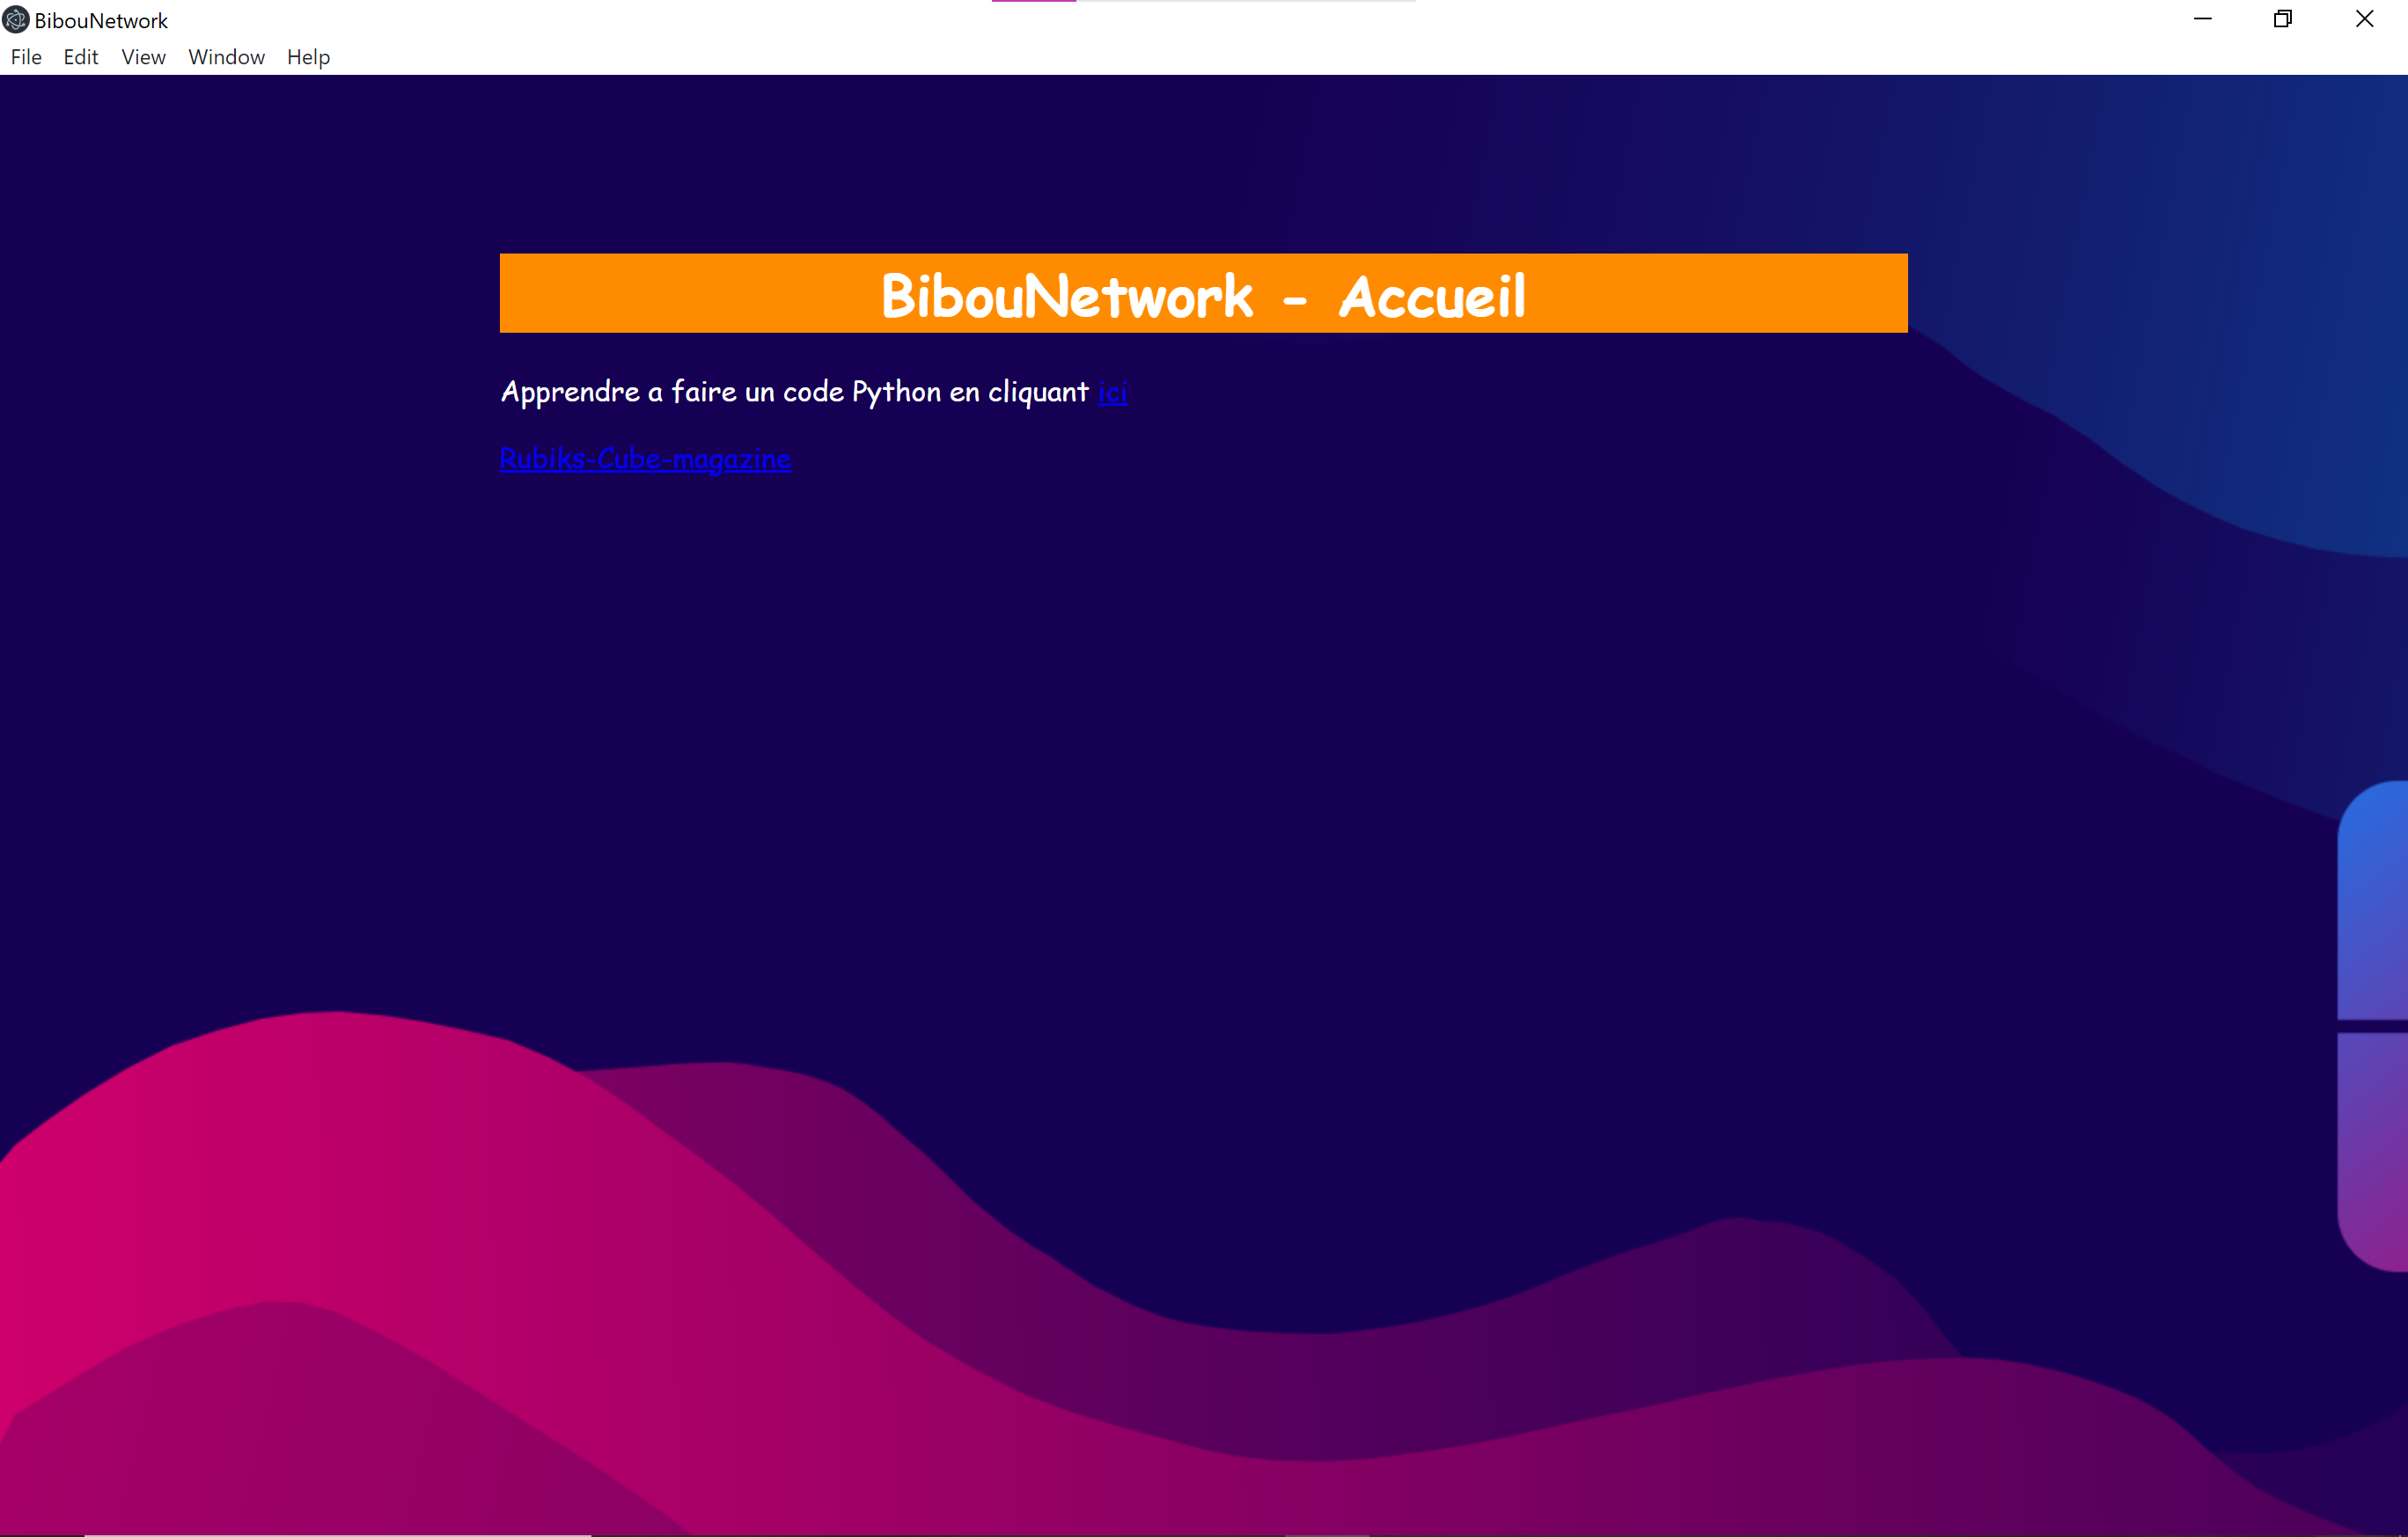 BibouNetwork
File Edit View Window Help
BibouNetwork - Accueil
Apprendre a faire un code Python en cliquant ici
Rubiks-Cube-magazine